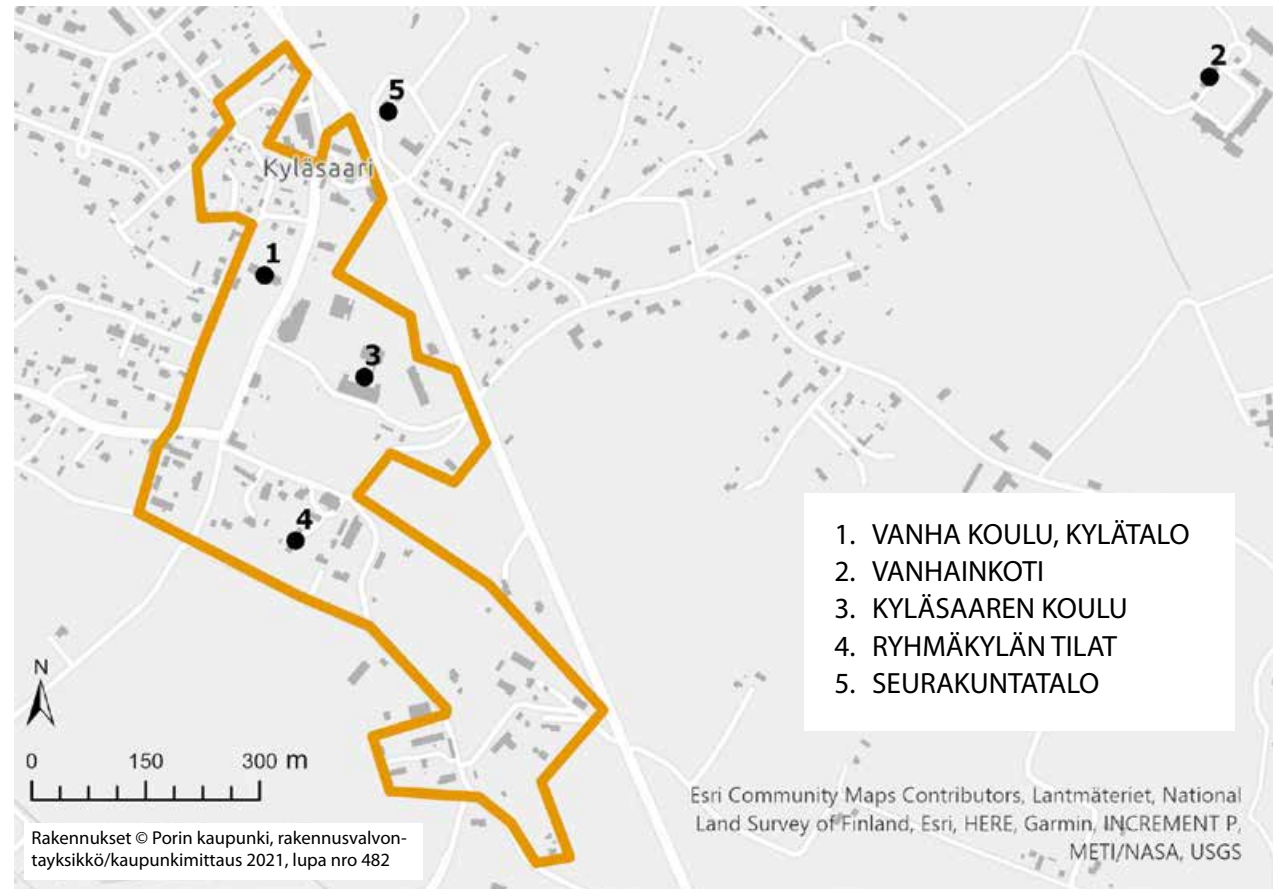 2
5
Kyläsaari
1
3
4
1. VANHA KOULU, KYLÄTALO
2. VANHAINKOTI
3. KYLÄSAAREN KOULU
4. RYHMÄKYLÄN TILAT
5. SEURAKUNTATALO
N
0 150 300 m
Rakennukset © Porin kaupunki, rakennusvalvon-
tayksikkö/kaupunkimittaus 2021, lupa nro 482
Esri Community Maps Contributors, Lantmäteriet, National
Land Survey of Finland, Esri, HERE, Garmin, INCREMENT P,
METI/NASA, USGS